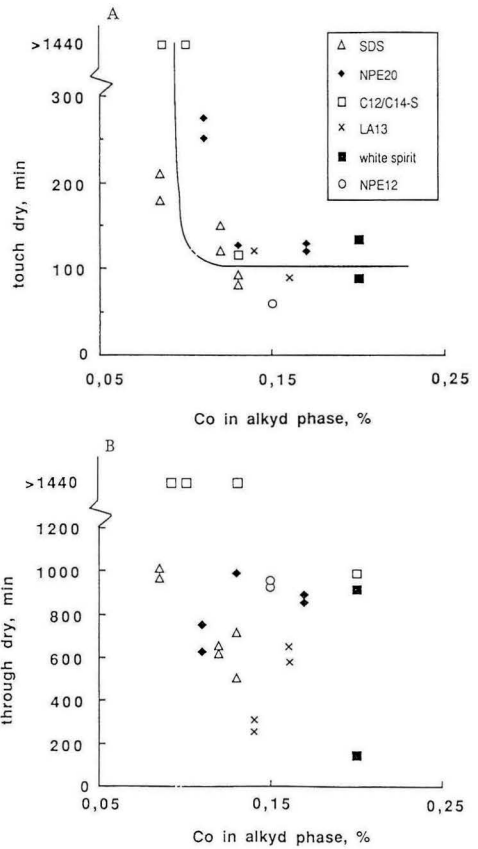 A
>1440
300
200
100
0
touch dry, min
0,05
0,15
0,25
Co in alkyd phase, %
SDS
NPE20
C12/C14-S
LA13
white spirit
NPE12
B
>1440
1200
1000
800
600
400
200
0
through dry, min
0,05
0,15
0,25
Co in alkyd phase, %